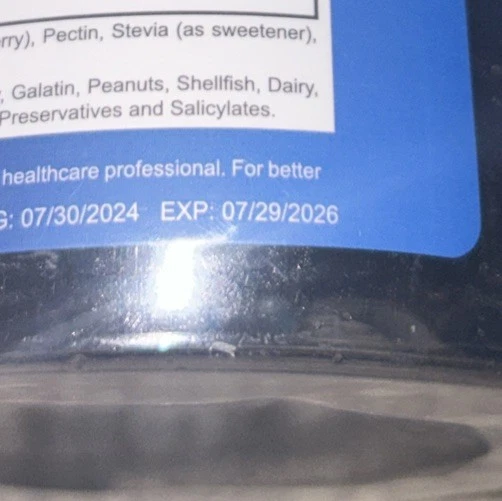 rry), Pectin, Stevia (as sweetener),
, Galatin, Peanuts, Shellfish, Dairy,
Preservatives and Salicylates.
healthcare professional. For better
G: 07/30/2024 EXP: 07/29/2026